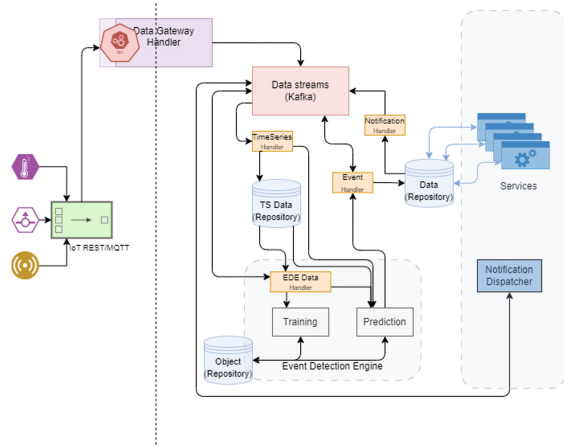 Data Gateway
Handler
API
Data streams
(Kafka)
TimeSeries
Handler
Notification
Handler
Event
Handler
Data
(Repository)
Services
TS Data
(Repository)
IoT REST/MQTT
EDE Data
Handler
Notification
Dispatcher
Training
Prediction
Object
(Repository)
Event Detection Engine